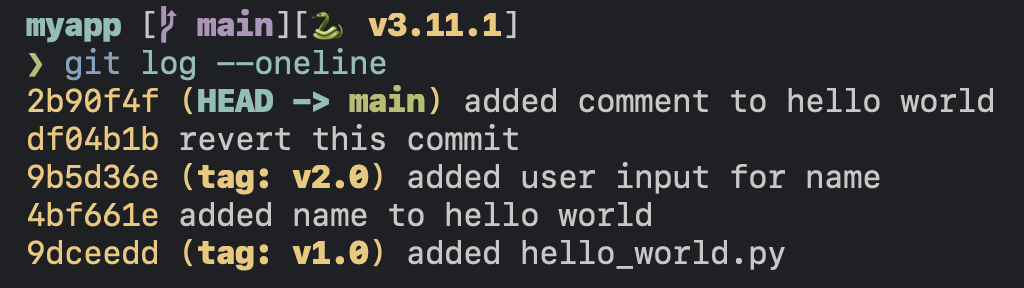 myapp [ main][🐍 v3.11.1]
❯ git log --oneline
2b90f4f (HEAD -> main) added comment to hello world
df04b1b revert this commit
9b5d36e (tag: v2.0) added user input for name
4bf661e added name to hello world
9dceedd (tag: v1.0) added hello_world.py